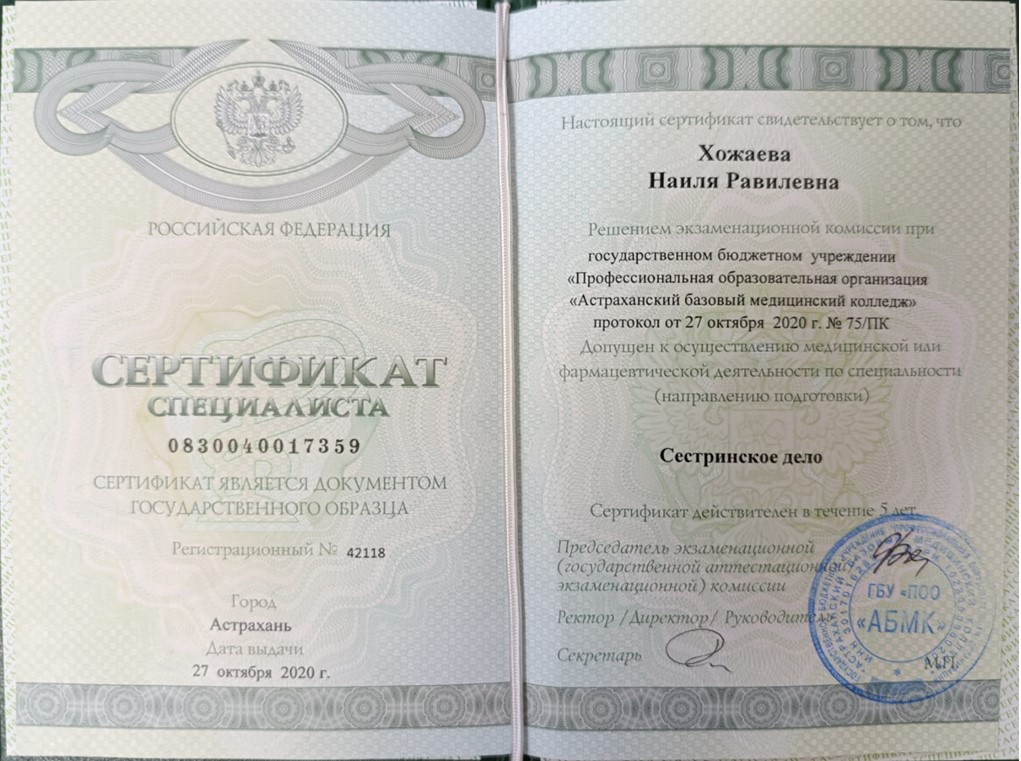 РОССИЙСКАЯ ФЕДЕРАЦИЯ
СЕРТИФИКАТ
СПЕЦИАЛИСТА
0830040017359
СЕРТИФИКАТ ЯВЛЯЕТСЯ ДОКУМЕНТОМ
ГОСУДАРСТВЕННОГО ОБРАЗЦА
Регистрационный № 42118
Город
Астрахань
Дата выдачи
27 октября 2020 г.
Настоящий сертификат свидетельствует о том, что
Хожаева
Наиля Равилевна
Решением экзаменационной комиссии при
государственном бюджетном учреждении
«Профессиональная образовательная организация
«Астраханский базовый медицинский колледж»
протокол от 27 октября 2020 г. № 75/ПК
Допущен к осуществлению медицинской или
фармацевтической деятельности по специальности
(направлению подготовки)
Сестринское дело
Сертификат действителен в течение 5 лет.
Председатель экзаменационной
(государственной аттестационной,
экзаменационной) комиссии
Ректор /Директор/ Руководитель
Секретарь
ГБУ «ПОО
«АБМК»
М.П.